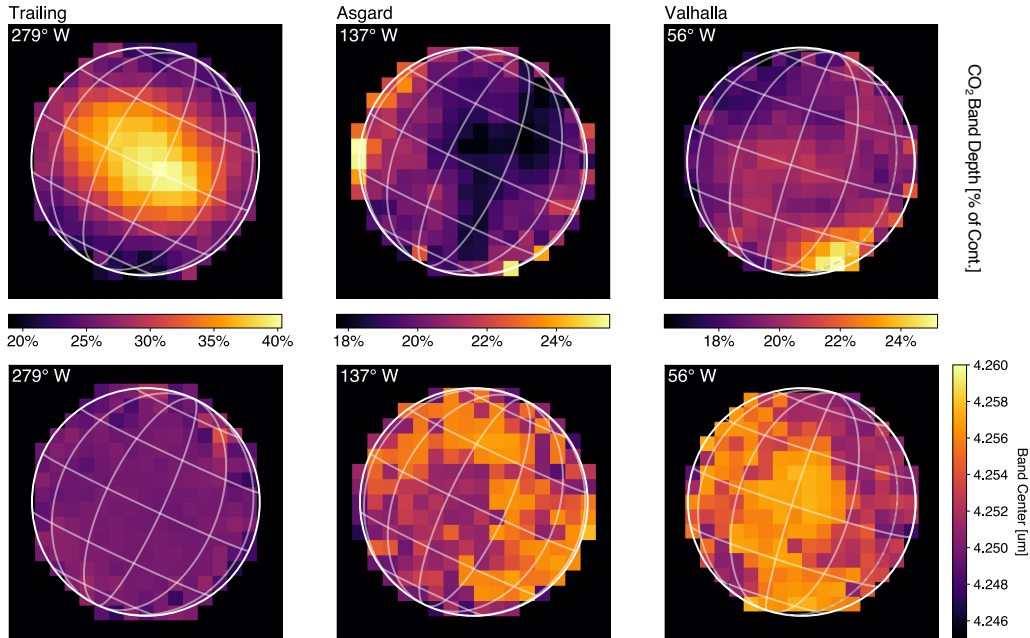 Trailing
279° W
Asgard
137° W
Valhalla
56° W
CO₂ Band Depth [% of Cont.]
20% 25% 30% 35% 40%
18% 20% 22% 24%
18% 20% 22% 24%
279° W
137° W
56° W
4.260
4.258
4.256
4.254
4.252
4.250
4.248
4.246
Band Center [um]